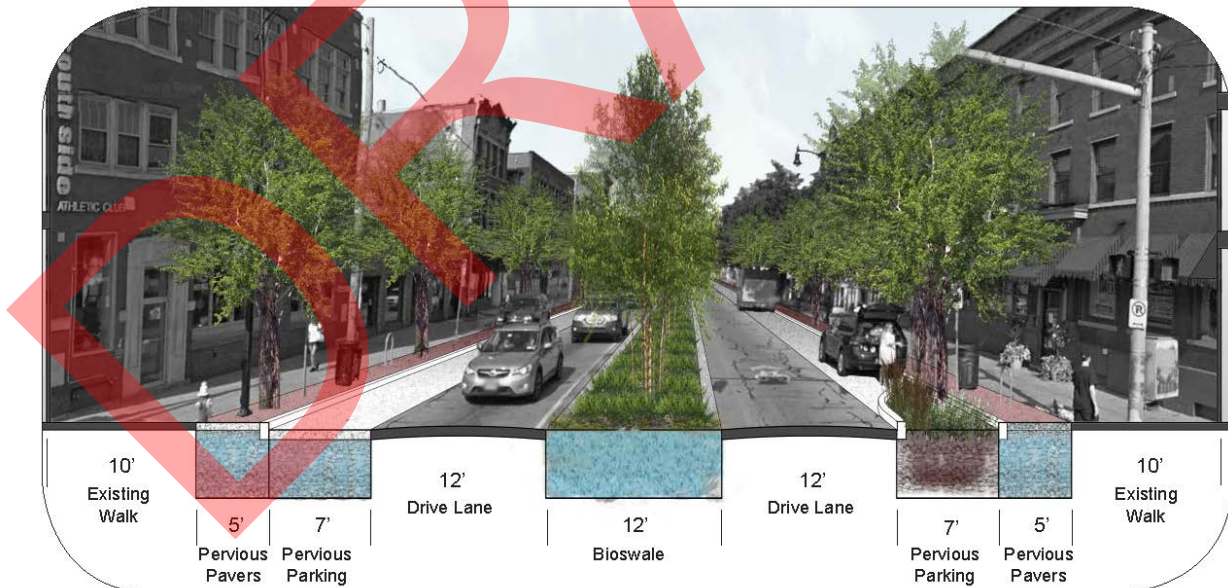 south side
ATHLETIC CLUB
10'
Existing
Walk
5'
Pervious
Pavers
7'
Pervious
Parking
12'
Drive Lane
12'
Bioswale
12'
Drive Lane
7'
Pervious
Parking
5'
Pervious
Pavers
10'
Existing
Walk